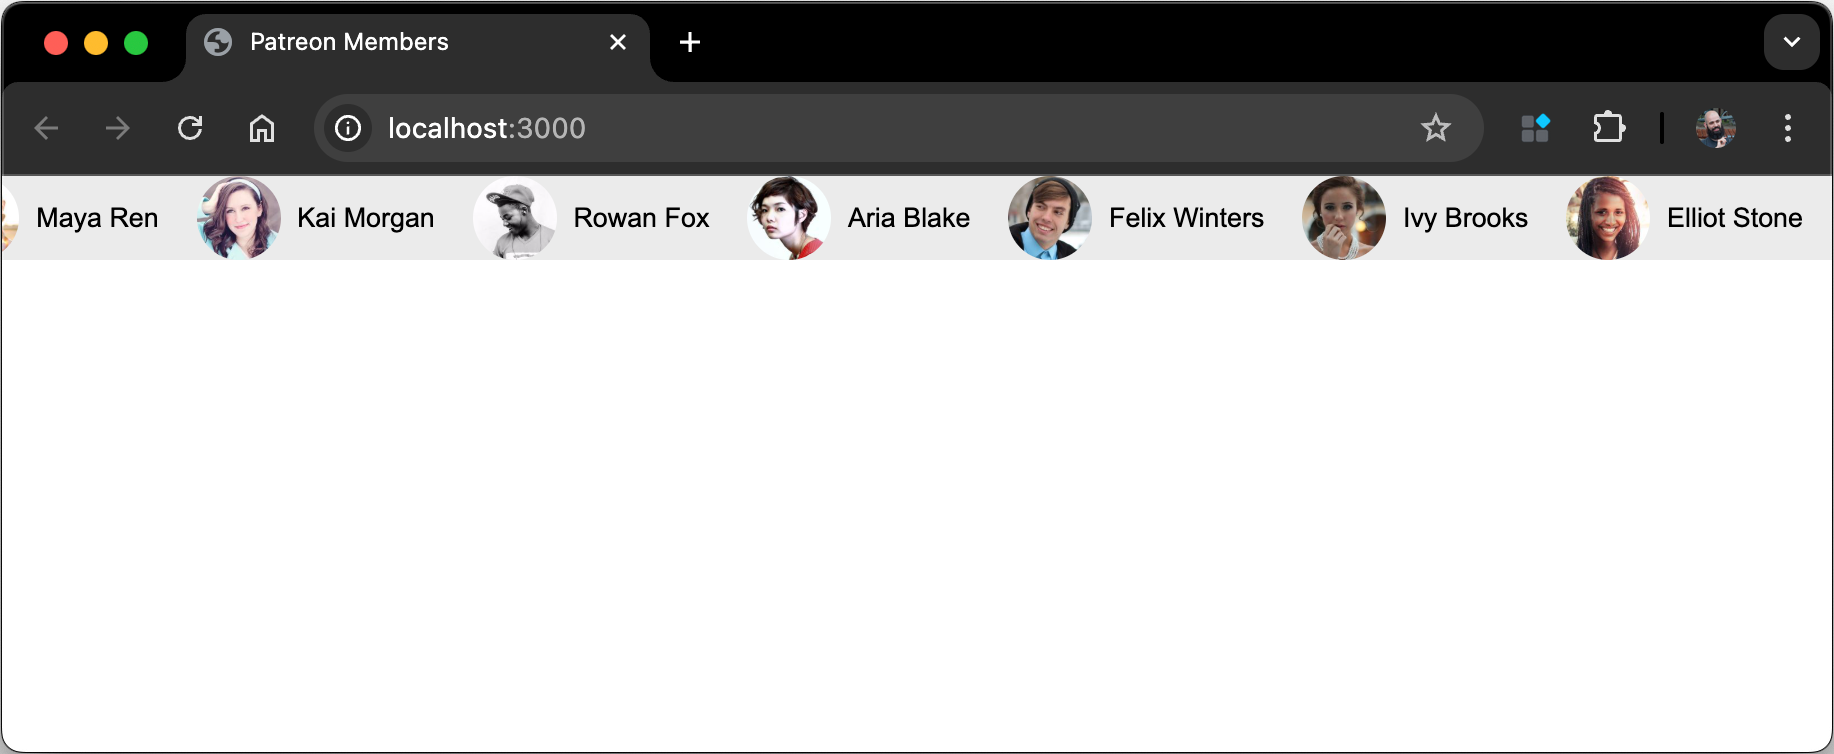 Patreon Members
localhost:3000
Maya Ren Kai Morgan Rowan Fox Aria Blake Felix Winters Ivy Brooks Elliot Stone